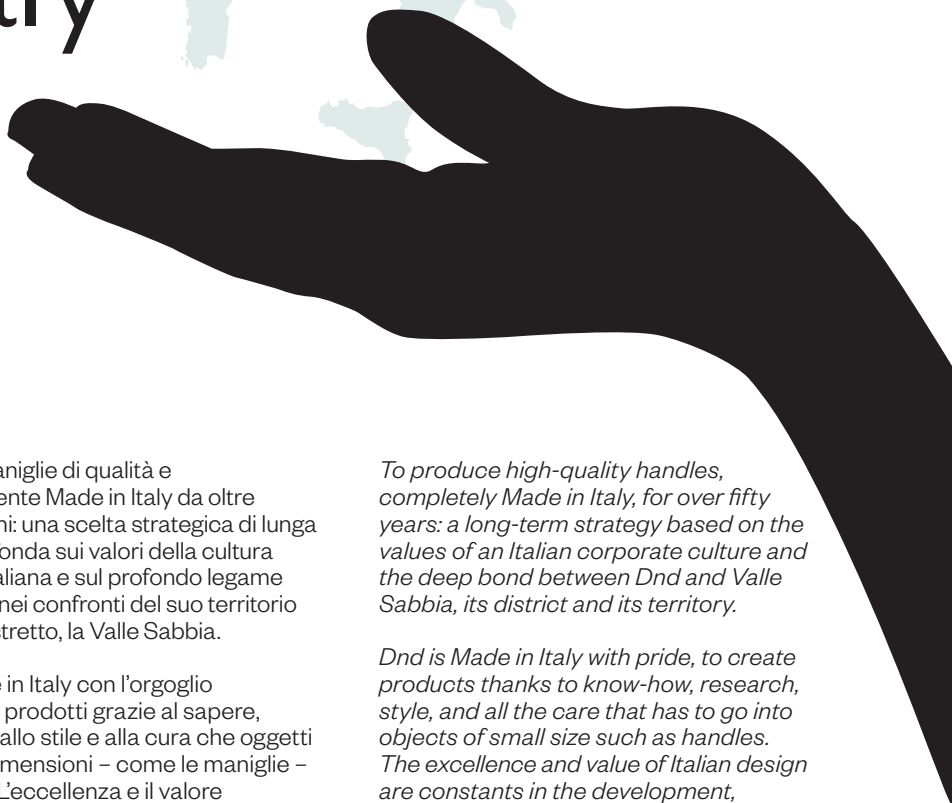 try
aniglie di qualità e
ente Made in Italy da oltre
ni: una scelta strategica di lunga
fonda sui valori della cultura
aliana e sul profondo legame
nei confronti del suo territorio
stretto, la Valle Sabbia.
e in Italy con l’orgoglio
prodotti grazie al sapere,
allo stile e alla cura che oggetti
mensioni – come le maniglie –
L’eccellenza e il valore
To produce high-quality handles,
completely Made in Italy, for over fifty
years: a long-term strategy based on the
values of an Italian corporate culture and
the deep bond between Dnd and Valle
Sabbia, its district and its territory.
Dnd is Made in Italy with pride, to create
products thanks to know-how, research,
style, and all the care that has to go into
objects of small size such as handles.
The excellence and value of Italian design
are constants in the development,